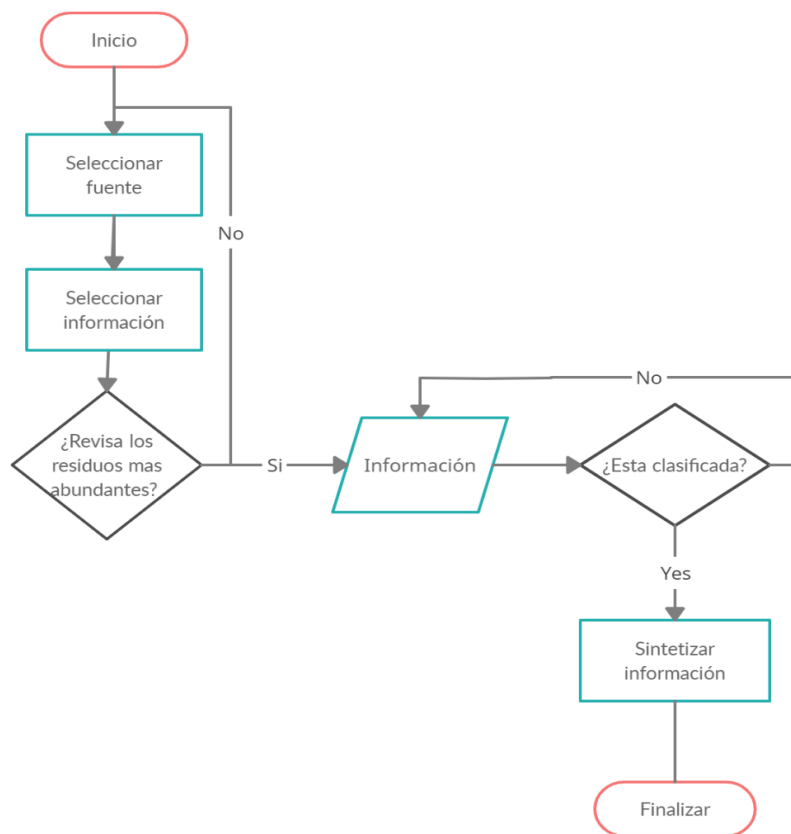 Inicio
Seleccionar
fuente
No
Seleccionar
información
¿Revisa los
residuos mas
abundantes?
Si
Información
No
¿Esta clasificada?
Yes
Sintetizar
información
Finalizar